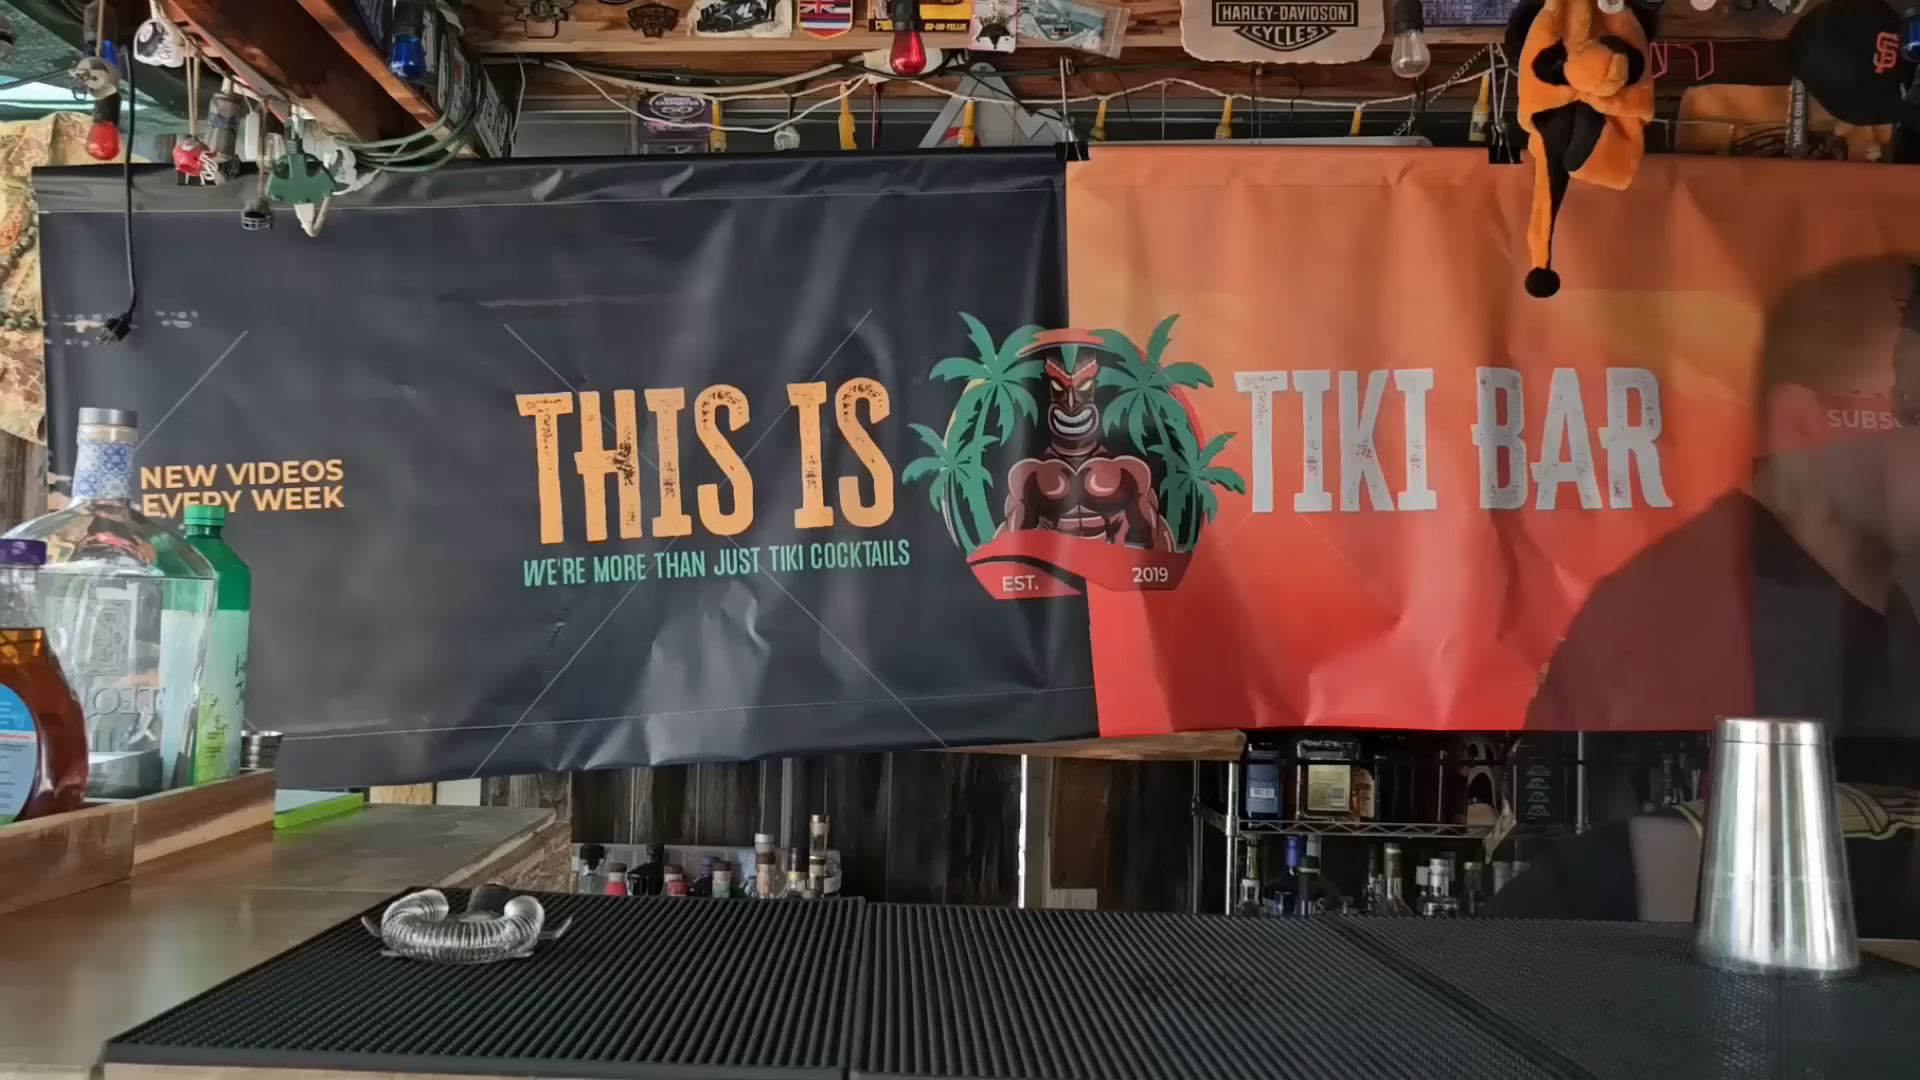 HARLEY-DAVIDSON
CYCLES
NEW VIDEOS
EVERY WEEK
THIS IS
WE'RE MORE THAN JUST TIKI COCKTAILS
EST.
2019
TIKI BAR
SUBS